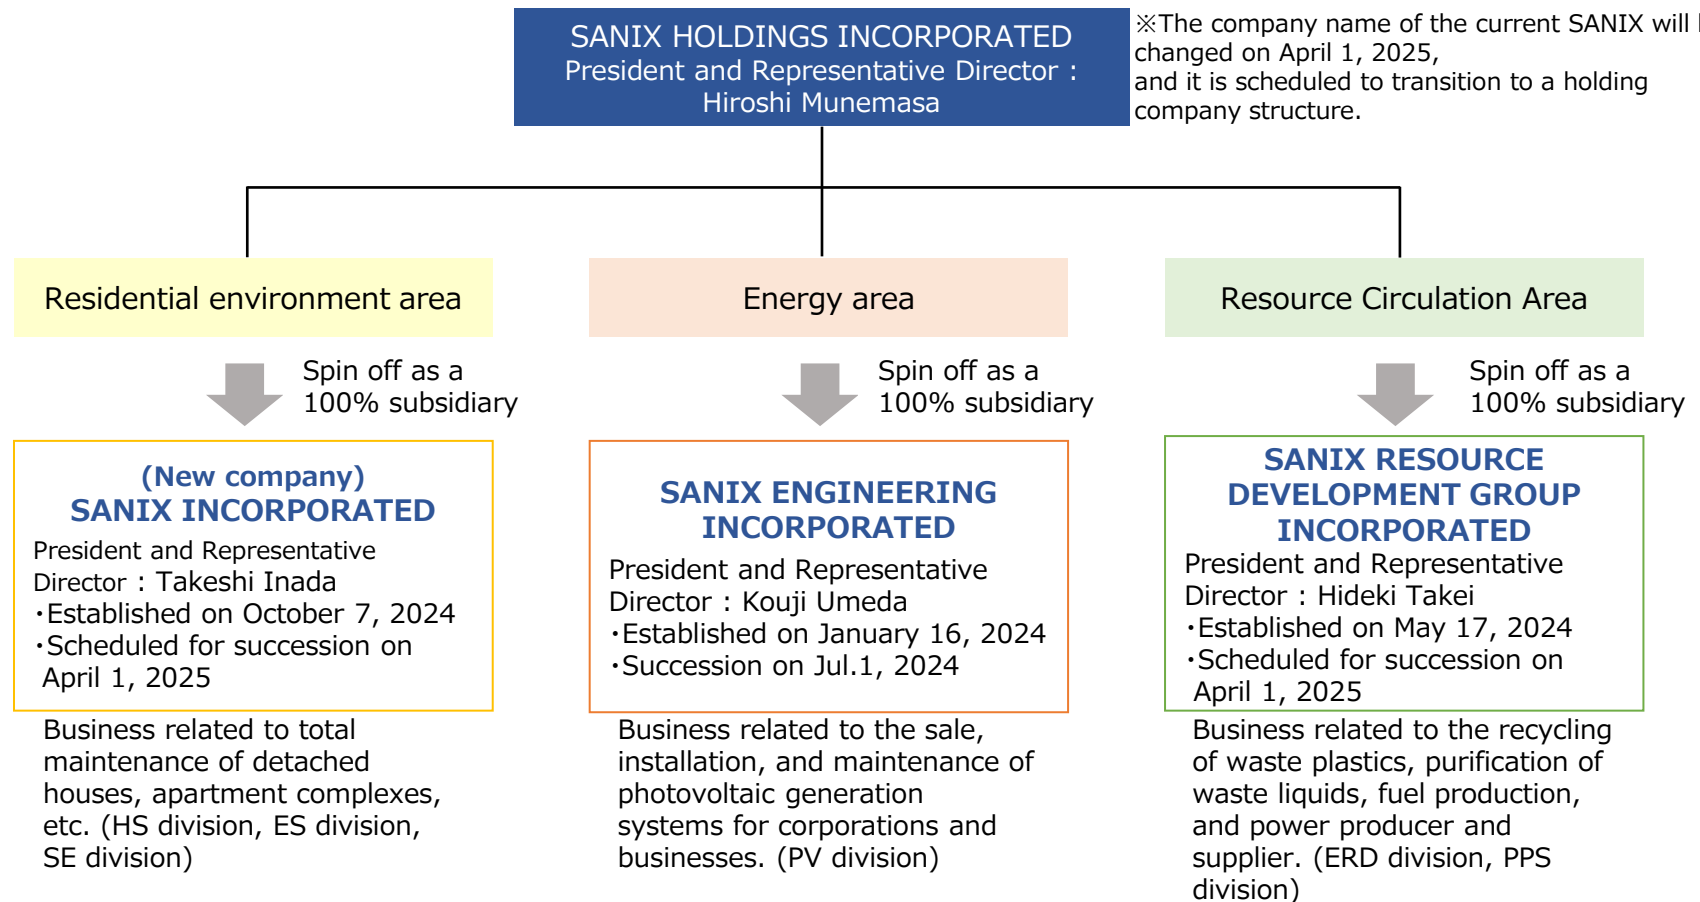 SANIX HOLDINGS INCORPORATED
President and Representative Director :
Hiroshi Munemasa
※The company name of the current SANIX will
changed on April 1, 2025,
and it is scheduled to transition to a holding
company structure.
Residential environment area
Spin off as a
100% subsidiary
(New company)
SANIX INCORPORATED
President and Representative
Director : Takeshi Inada
・Established on October 7, 2024
・Scheduled for succession on
April 1, 2025
Business related to total
maintenance of detached
houses, apartment complexes,
etc. (HS division, ES division,
SE division)
Energy area
Spin off as a
100% subsidiary
SANIX ENGINEERING
INCORPORATED
President and Representative
Director : Kouji Umeda
・Established on January 16, 2024
・Succession on Jul.1, 2024
Business related to the sale,
installation, and maintenance of
photovoltaic generation
systems for corporations and
businesses. (PV division)
Resource Circulation Area
Spin off as a
100% subsidiary
SANIX RESOURCE
DEVELOPMENT GROUP
INCORPORATED
President and Representative
Director : Hideki Takei
・Established on May 17, 2024
・Scheduled for succession on
April 1, 2025
Business related to the recycling
of waste plastics, purification of
waste liquids, fuel production,
and power producer and
supplier. (ERD division, PPS
division)